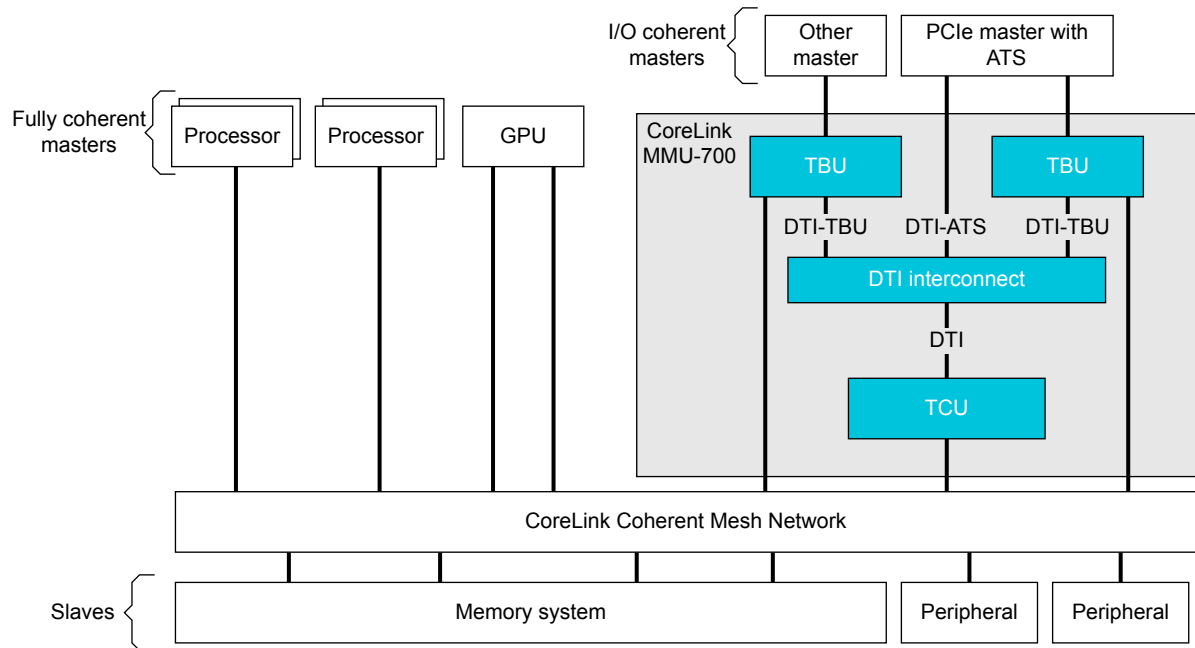 I/O coherent
masters
Other
master
PCIe master with
ATS
Fully coherent
masters
Processor
Processor
GPU
CoreLink
MMU-700
TBU
TBU
DTI-TBU
DTI-ATS
DTI-TBU
DTI interconnect
DTI
TCU
CoreLink Coherent Mesh Network
Slaves
Memory system
Peripheral
Peripheral